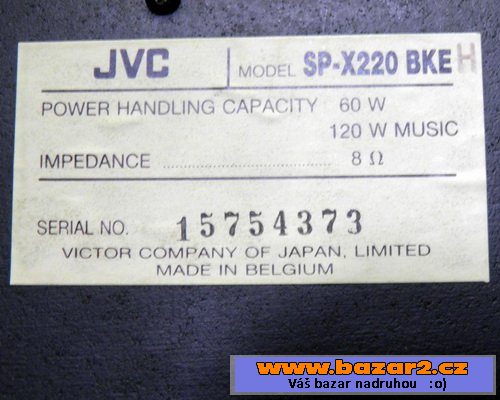 JVC MODEL SP-X220 BKE H
POWER HANDLING CAPACITY 60 W
120 W MUSIC
IMPEDANCE ........................ 8 Ω
SERIAL NO. 15754373
VICTOR COMPANY OF JAPAN, LIMITED
MADE IN BELGIUM
www.bazar2.cz
Váš bazar nadruhou :o)